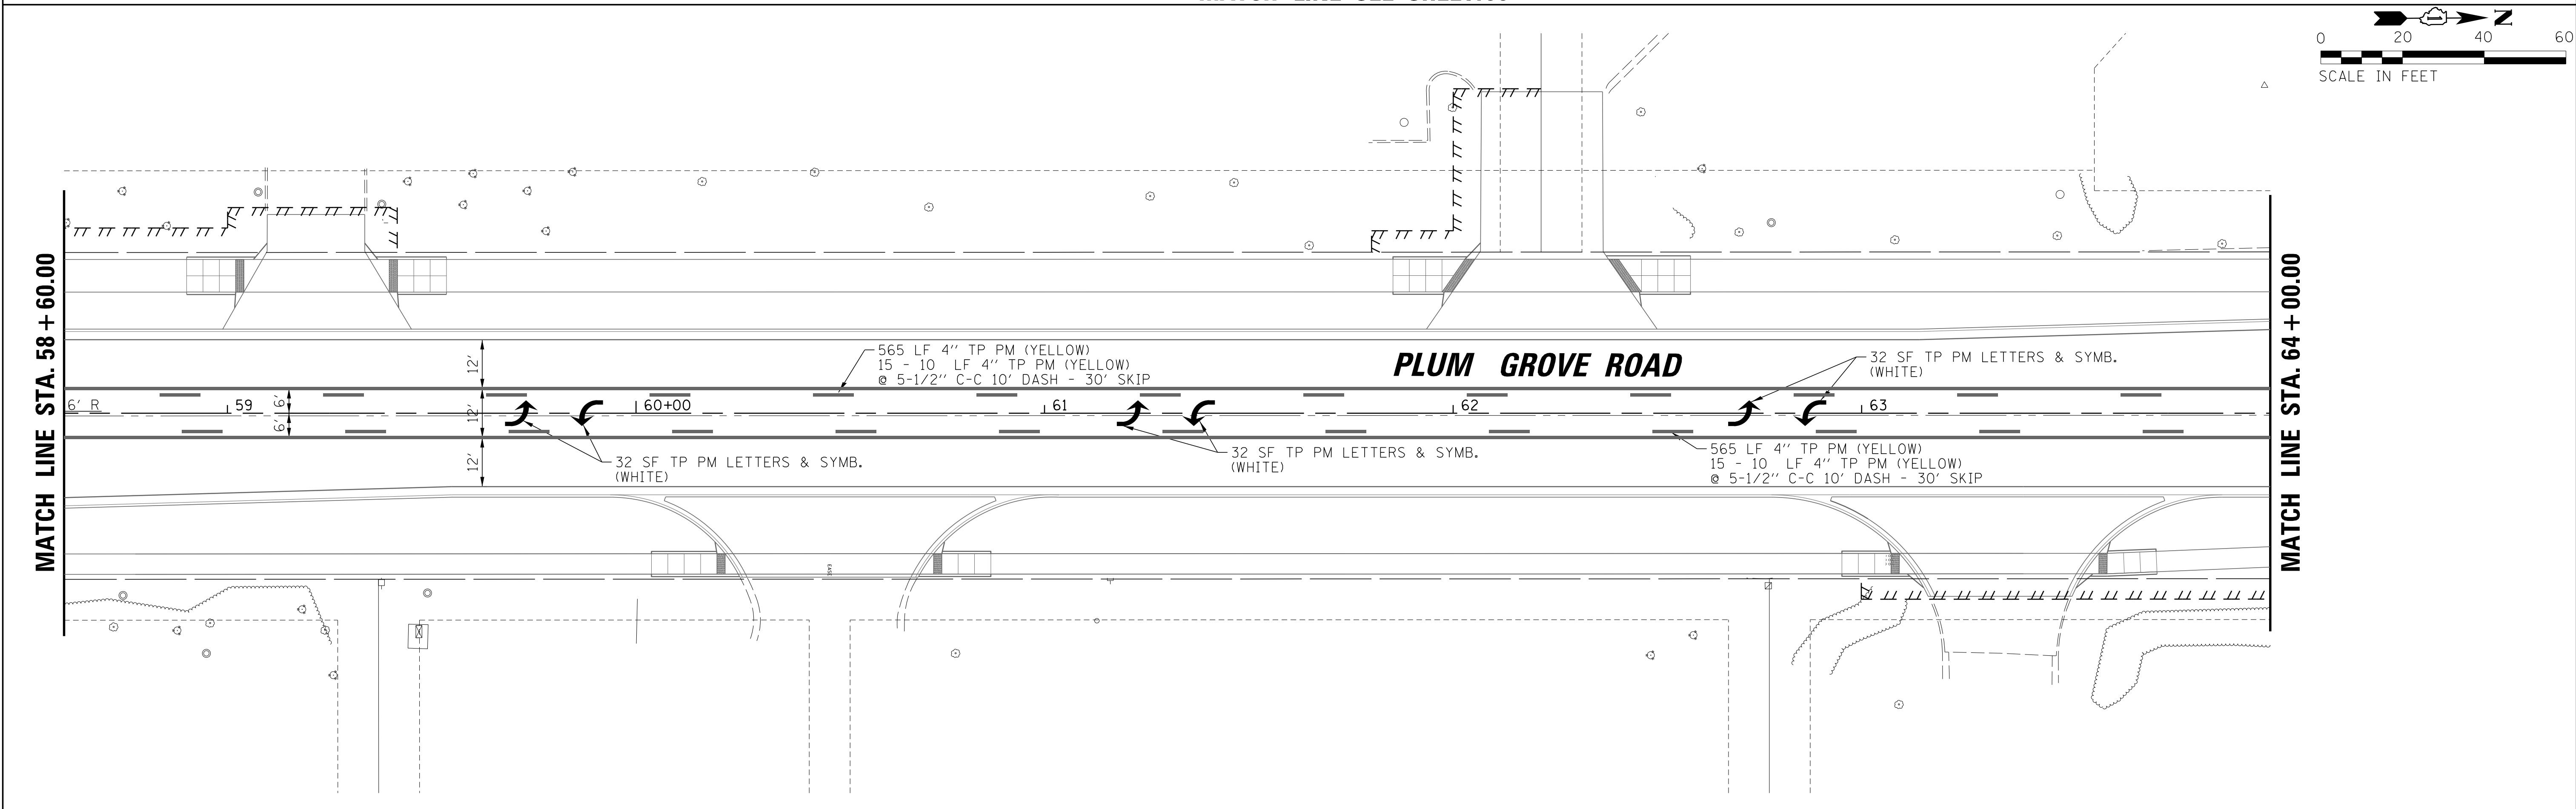 N
0 20 40 60
SCALE IN FEET
MATCH LINE STA. 58+60.00
MATCH LINE STA. 64+00.00
12'
565 LF 4" TP PM (YELLOW)
15 - 10 LF 4" TP PM (YELLOW)
@ 5-1/2" C-C 10' DASH - 30' SKIP
PLUM GROVE ROAD
32 SF TP PM LETTERS & SYMB.
(WHITE)
6' R
59
6'
6'
12'
60+00
61
62
63
12'
32 SF TP PM LETTERS & SYMB.
(WHITE)
32 SF TP PM LETTERS & SYMB.
(WHITE)
565 LF 4" TP PM (YELLOW)
15 - 10 LF 4" TP PM (YELLOW)
@ 5-1/2" C-C 10' DASH - 30' SKIP
EASE